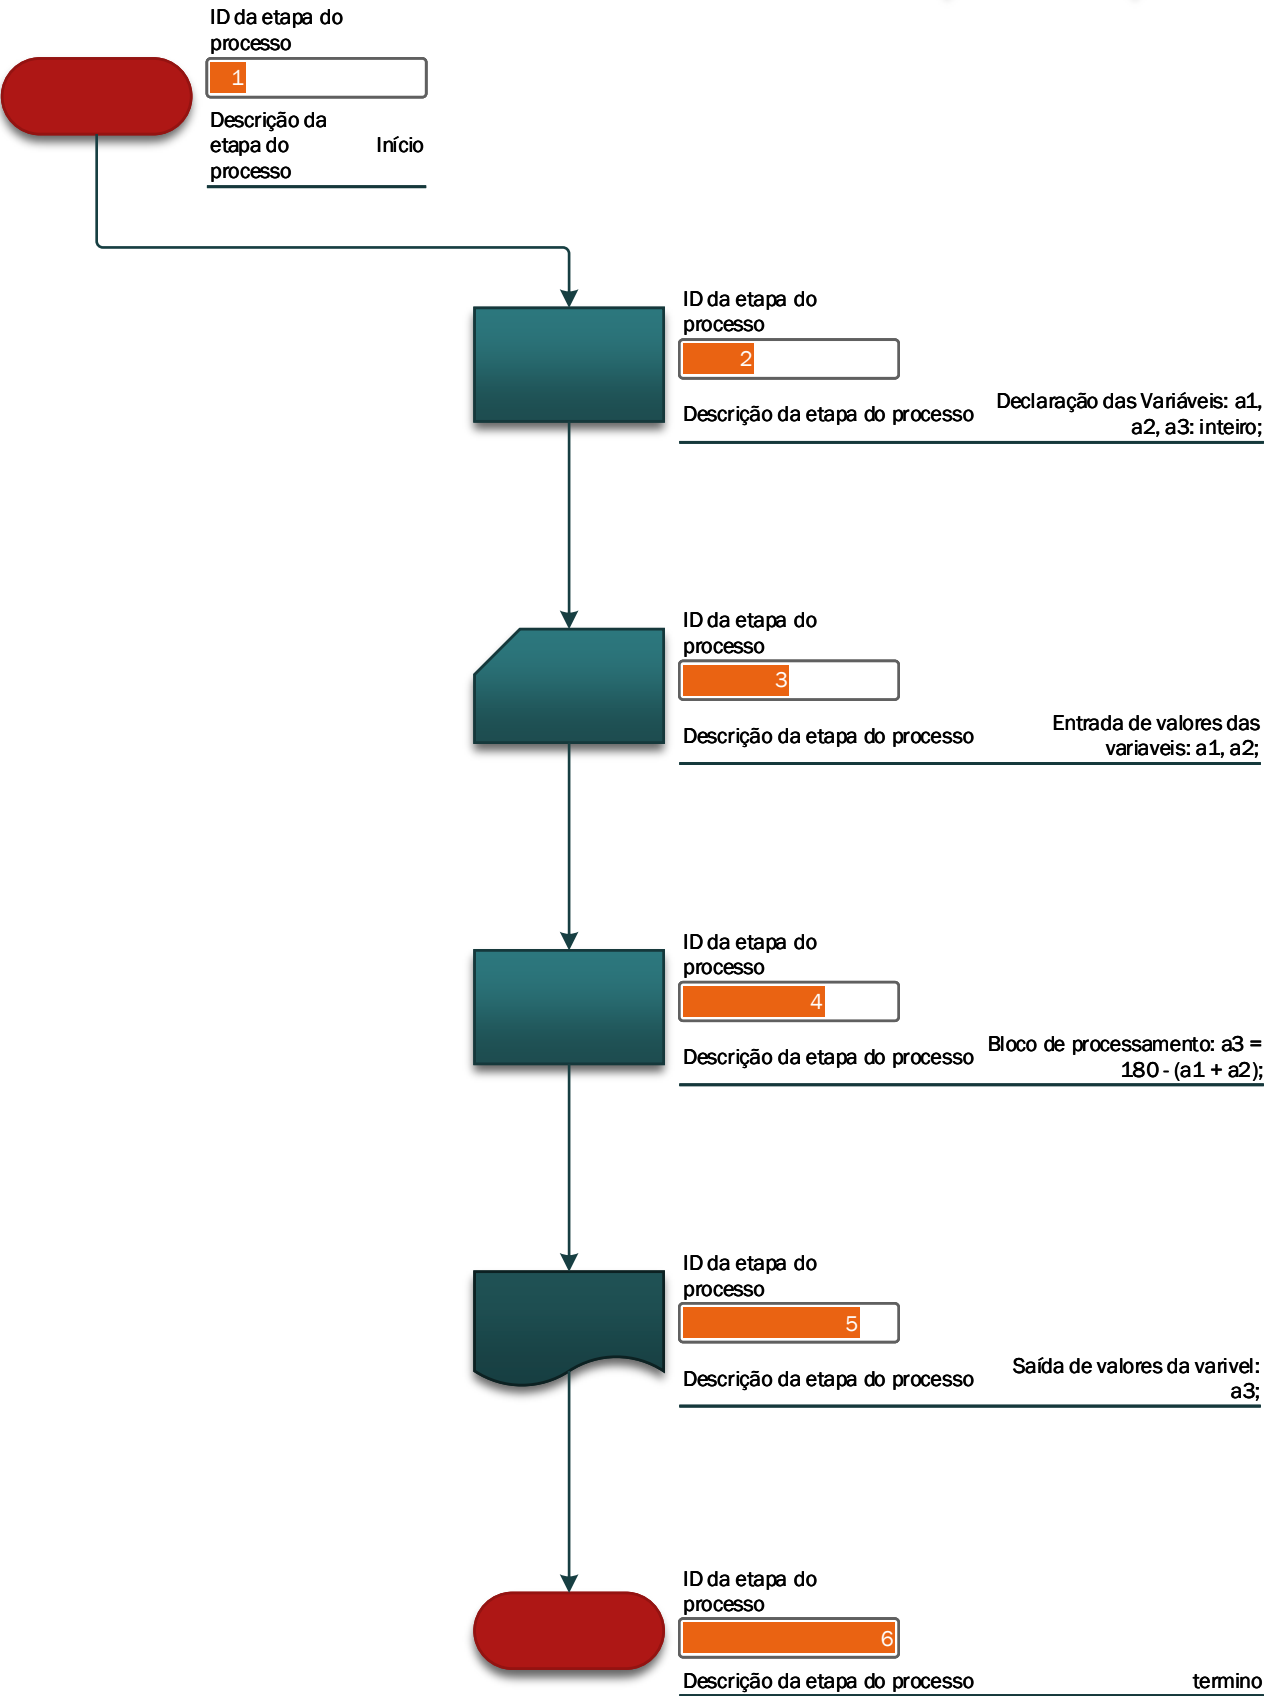 ID da etapa do
processo
1
Descrição da
etapa do
processo
Início
ID da etapa do
processo
2
Descrição da etapa do processo
Declaração das Variáveis: a1,
a2, a3: inteiro;
ID da etapa do
processo
3
Descrição da etapa do processo
Entrada de valores das
variaveis: a1, a2;
ID da etapa do
processo
4
Descrição da etapa do processo
Bloco de processamento: a3 =
180 - (a1 + a2);
ID da etapa do
processo
5
Descrição da etapa do processo
Saída de valores da varivel:
a3;
ID da etapa do
processo
6
Descrição da etapa do processo
termino